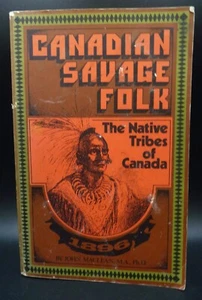 CANADIAN
SAVAGE
FOLK
The Native
Tribes
of
Canada
1896